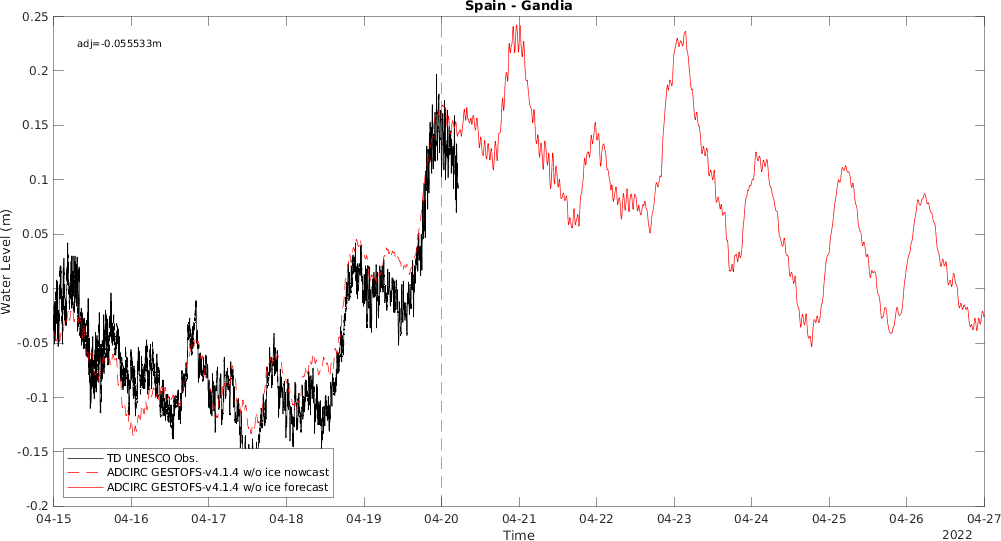 Spain - Gandia
adj=-0.055533m
0.25
0.2
0.15
0.1
0.05
0
-0.05
-0.1
-0.15
-0.2
Water Level (m)
TD UNESCO Obs.
ADCIRC GESTOFS-v4.1.4 w/o ice nowcast
ADCIRC GESTOFS-v4.1.4 w/o ice forecast
04-15 04-16 04-17 04-18 04-19 04-20 04-21 04-22 04-23 04-24 04-25 04-26 04-27
Time
2022